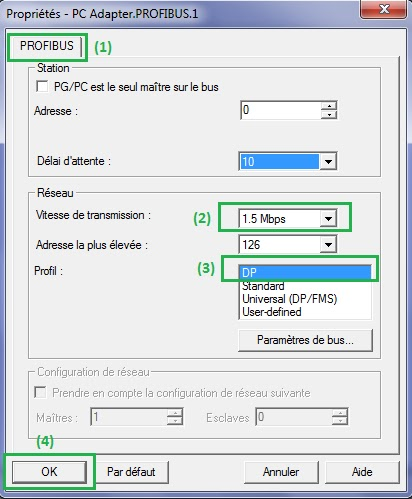 Propriétés - PC Adapter.PROFIBUS.1
PROFIBUS (1)
Station
PG/PC est le seul maître sur le bus
Adresse : 0
Délai d'attente : 10
Réseau
Vitesse de transmission : (2) 1.5 Mbps
Adresse la plus élevée : 126
Profil : (3) DP
Standard
Universal (DP/FMS)
User-defined
Paramètres de bus...
Configuration de réseau
Prendre en compte la configuration de réseau suivante
Maîtres : 1 Esclaves 0
(4)
OK Par défaut Annuler Aide